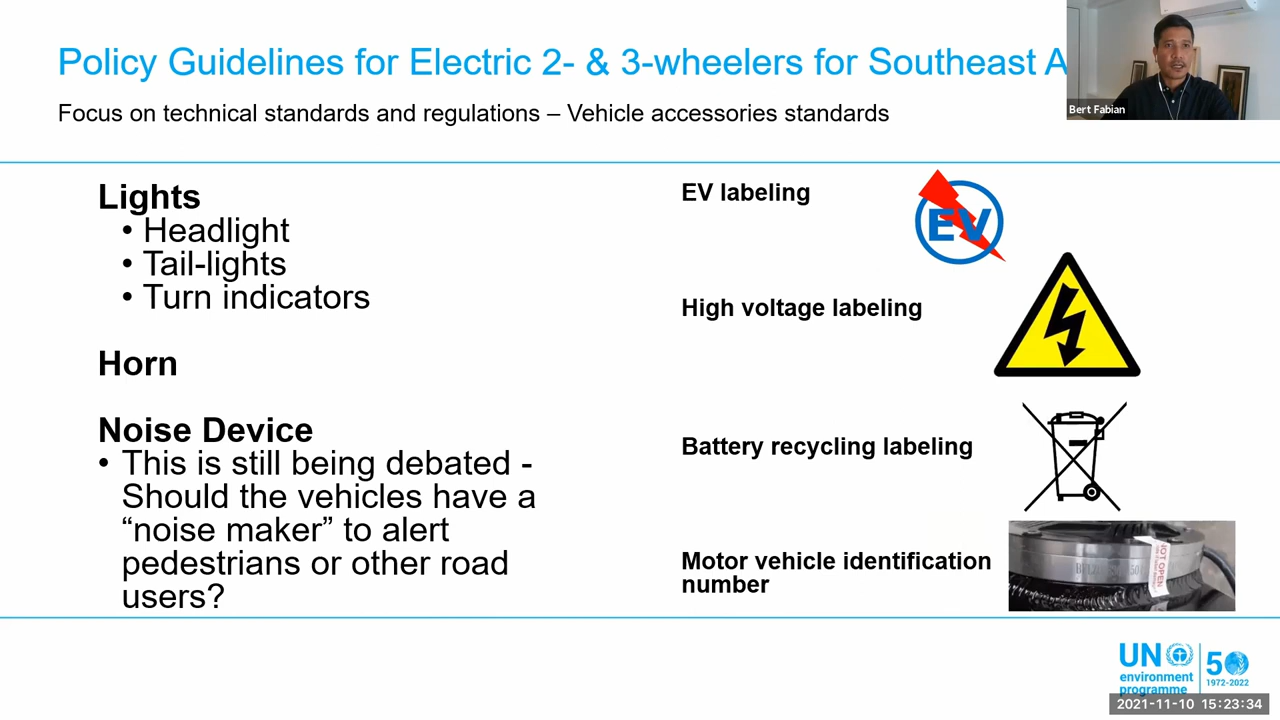 Policy Guidelines for Electric 2- & 3-wheelers for Southeast A
Bert Fabian
Focus on technical standards and regulations – Vehicle accessories standards
Lights
• Headlight
• Tail-lights
• Turn indicators
Horn
Noise Device
• This is still being debated -
Should the vehicles have a
“noise maker” to alert
pedestrians or other road
users?
EV labeling
EV
High voltage labeling
Battery recycling labeling
Motor vehicle identification
number
NOT OPEN
UN
environment
programme
50
1972-2022
2021-11-10 15:23:34